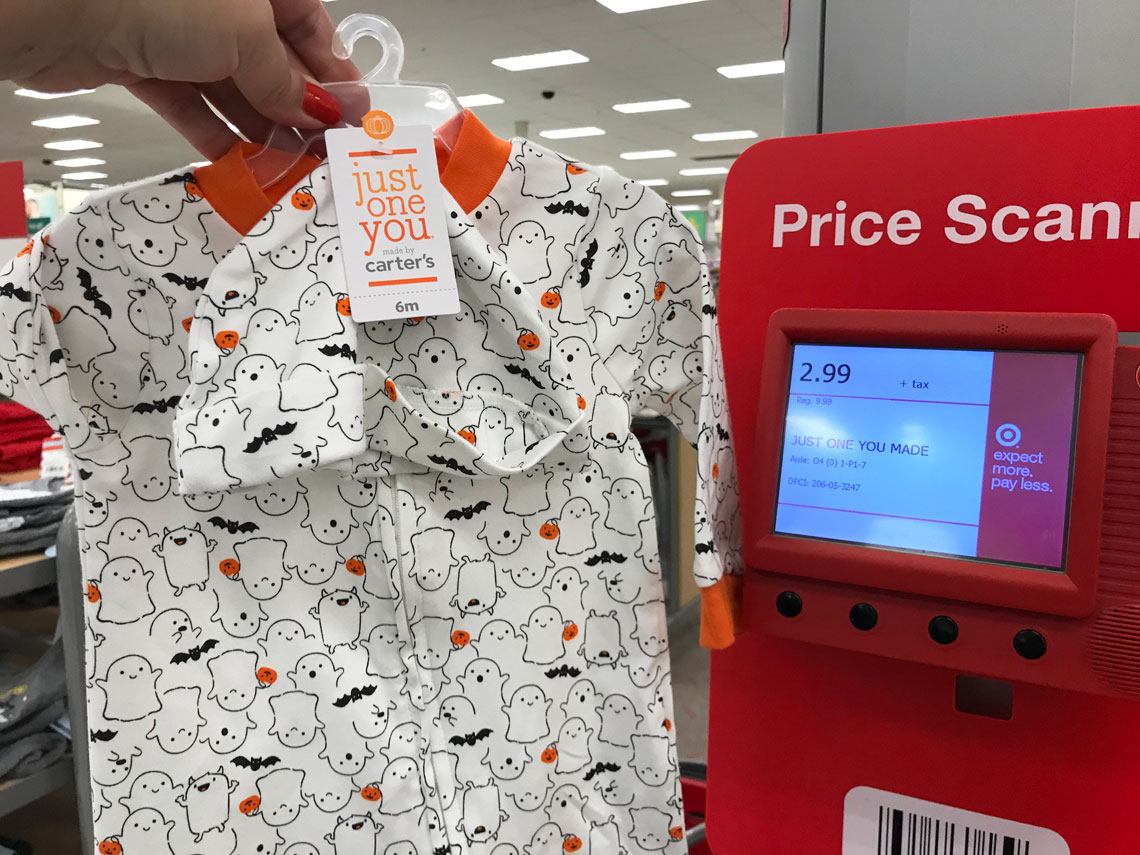 just
one
you.
made by
carter's
6m
Price Scann
2.99
+ tax
Reg. 9.99
JUST ONE YOU MADE
Aisle: O4 (0) 1-P1-7
DPCI: 206-05-3247
expect
more.
pay less.